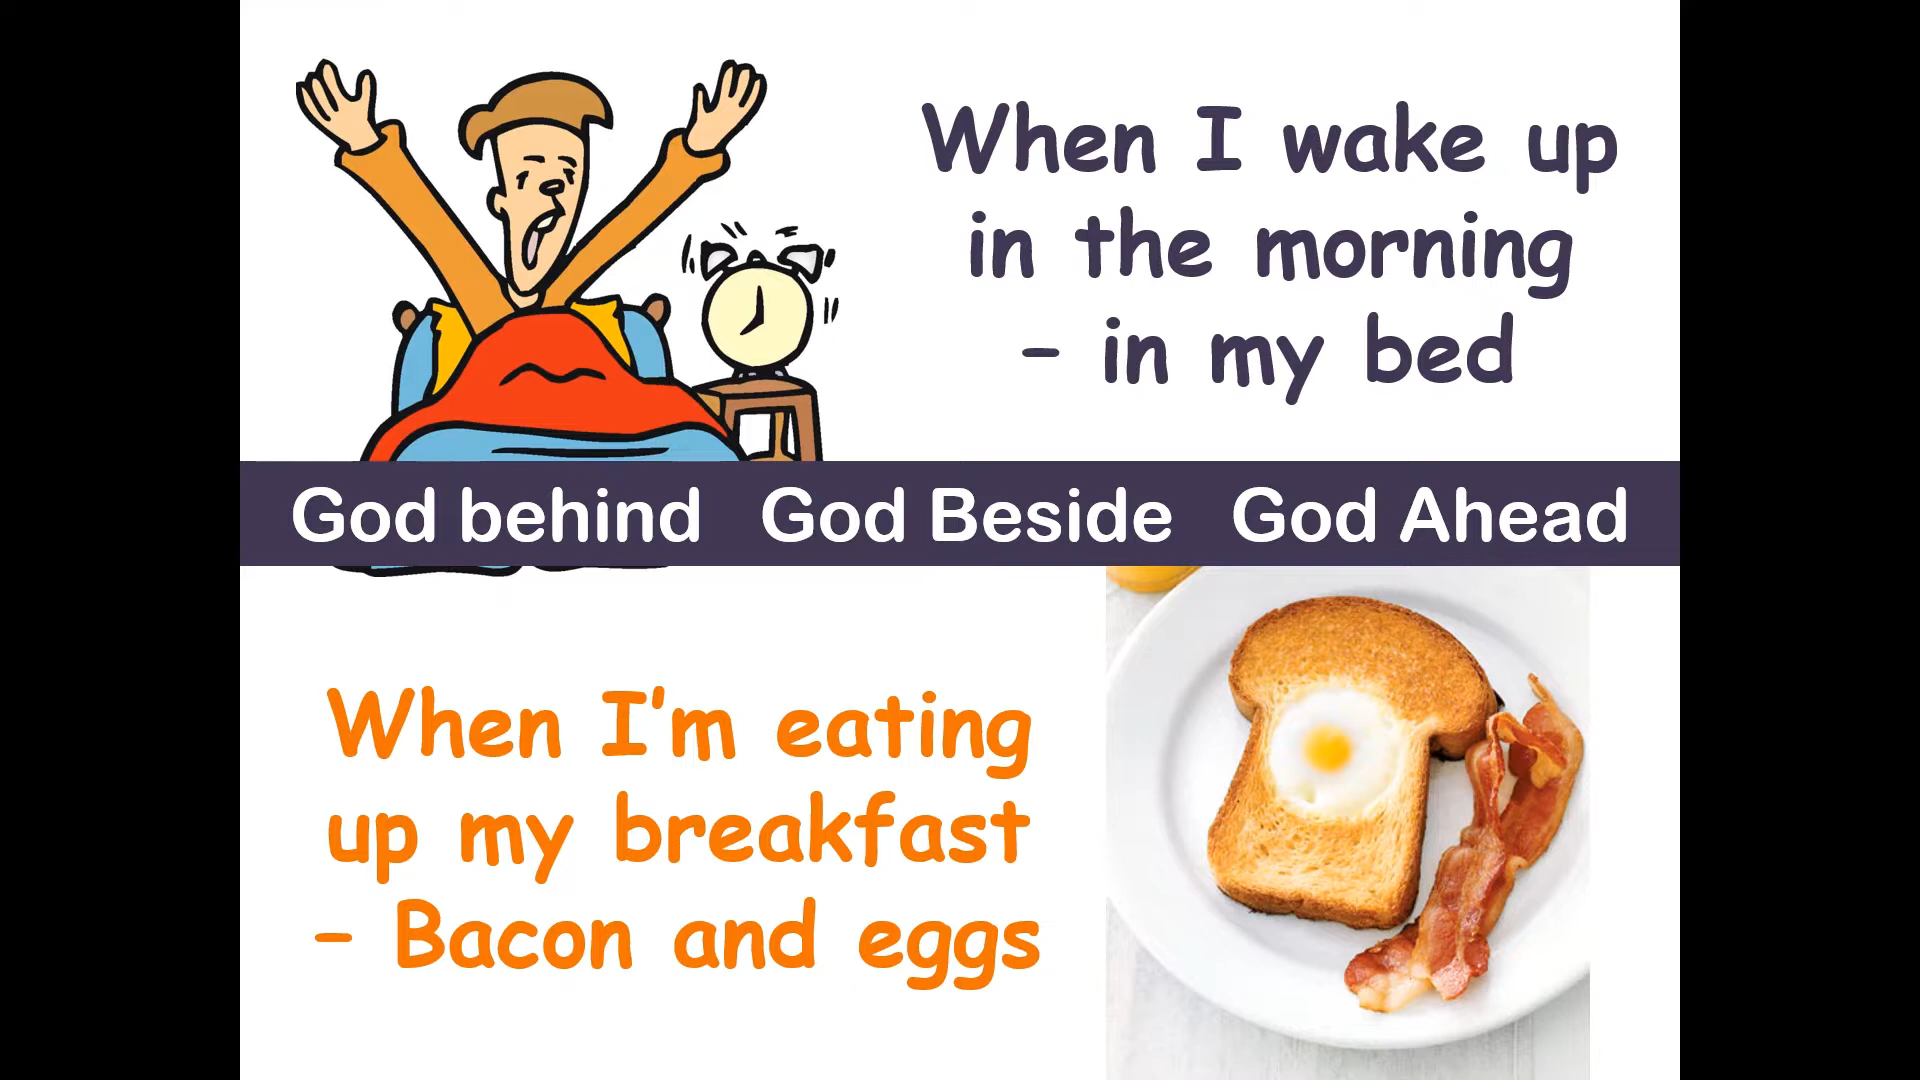 When I wake up
in the morning
– in my bed
God behind God Beside God Ahead
When I’m eating
up my breakfast
– Bacon and eggs